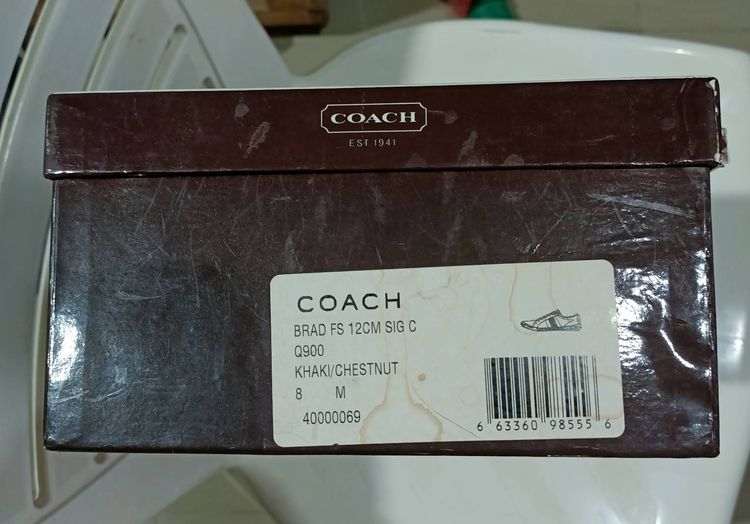 COACH
EST 1941
COACH
BRAD FS 12CM SIG C
Q900
KHAKI/CHESTNUT
8 M
40000069
6 63360 98555 6